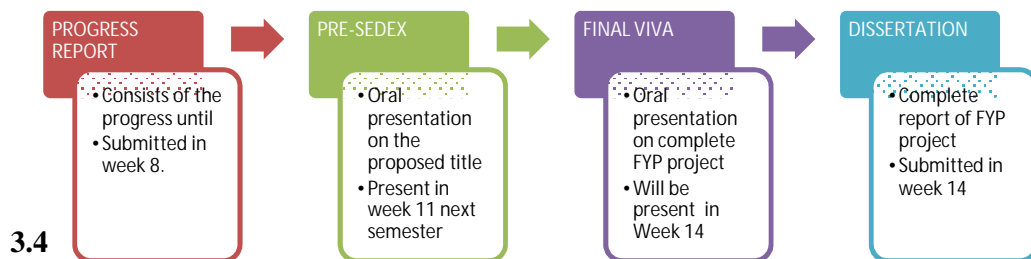 PROGRESS
REPORT
• Consists of the
progress until
• Submitted in
week 8.
PRE-SEDEX
• Oral
presentation
on the
proposed title
• Present in
week 11 next
semester
FINAL VIVA
• Oral
presentation
on complete
FYP project
• Will be
present in
Week 14
DISSERTATION
• Complete
report of FYP
project
• Submitted in
week 14
3.4